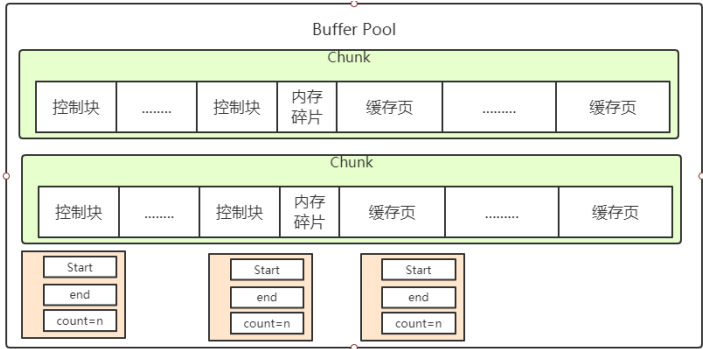 Buffer Pool
Chunk
控制块 ........ 控制块 内存碎片 缓存页 ......... 缓存页
Chunk
控制块 ........ 控制块 内存碎片 缓存页 ......... 缓存页
Start Start Start
end end end
count=n count=n count=n